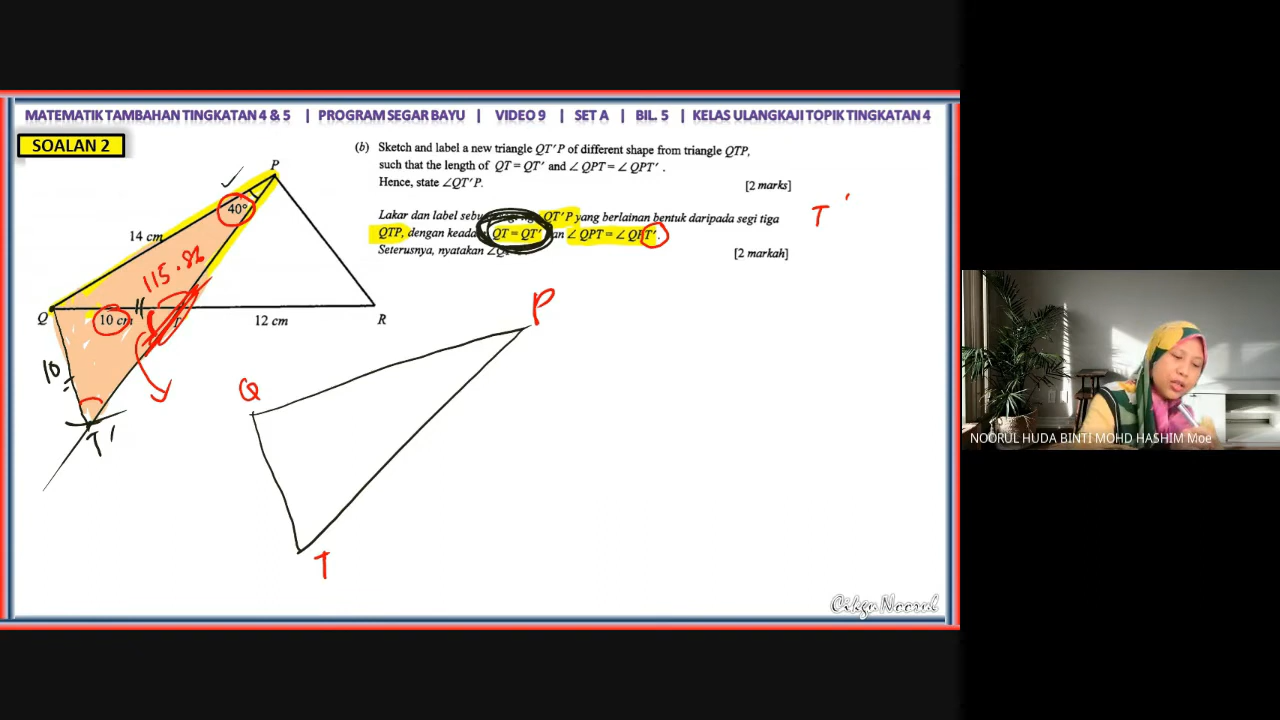 MATEMATIK TAMBAHAN TINGKATAN 4 & 5 | PROGRAM SEGAR BAYU | VIDEO 9 | SET A | BIL. 5 | KELAS ULANGKAJI TOPIK TINGKATAN 4
SOALAN 2
(b) Sketch and label a new triangle QT'P of different shape from triangle QTP,
such that the length of QT = QT' and ∠ QPT = ∠ QPT' .
Hence, state ∠QT'P.
[2 marks]
Lakar dan label QT'P yang berlainan bentuk daripada segi tiga
QTP, dengan QT = QT' ∠ QPT = ∠ QPT'.
Seterusnya, nyatakan
[2 markah]
T'
P
40°
14 cm
115.82
Q
10 cm
T
12 cm
R
10
T'
P
Q
T
Cikgu Noorul
NOORUL HUDA BINTI MOHD HASHIM Moe